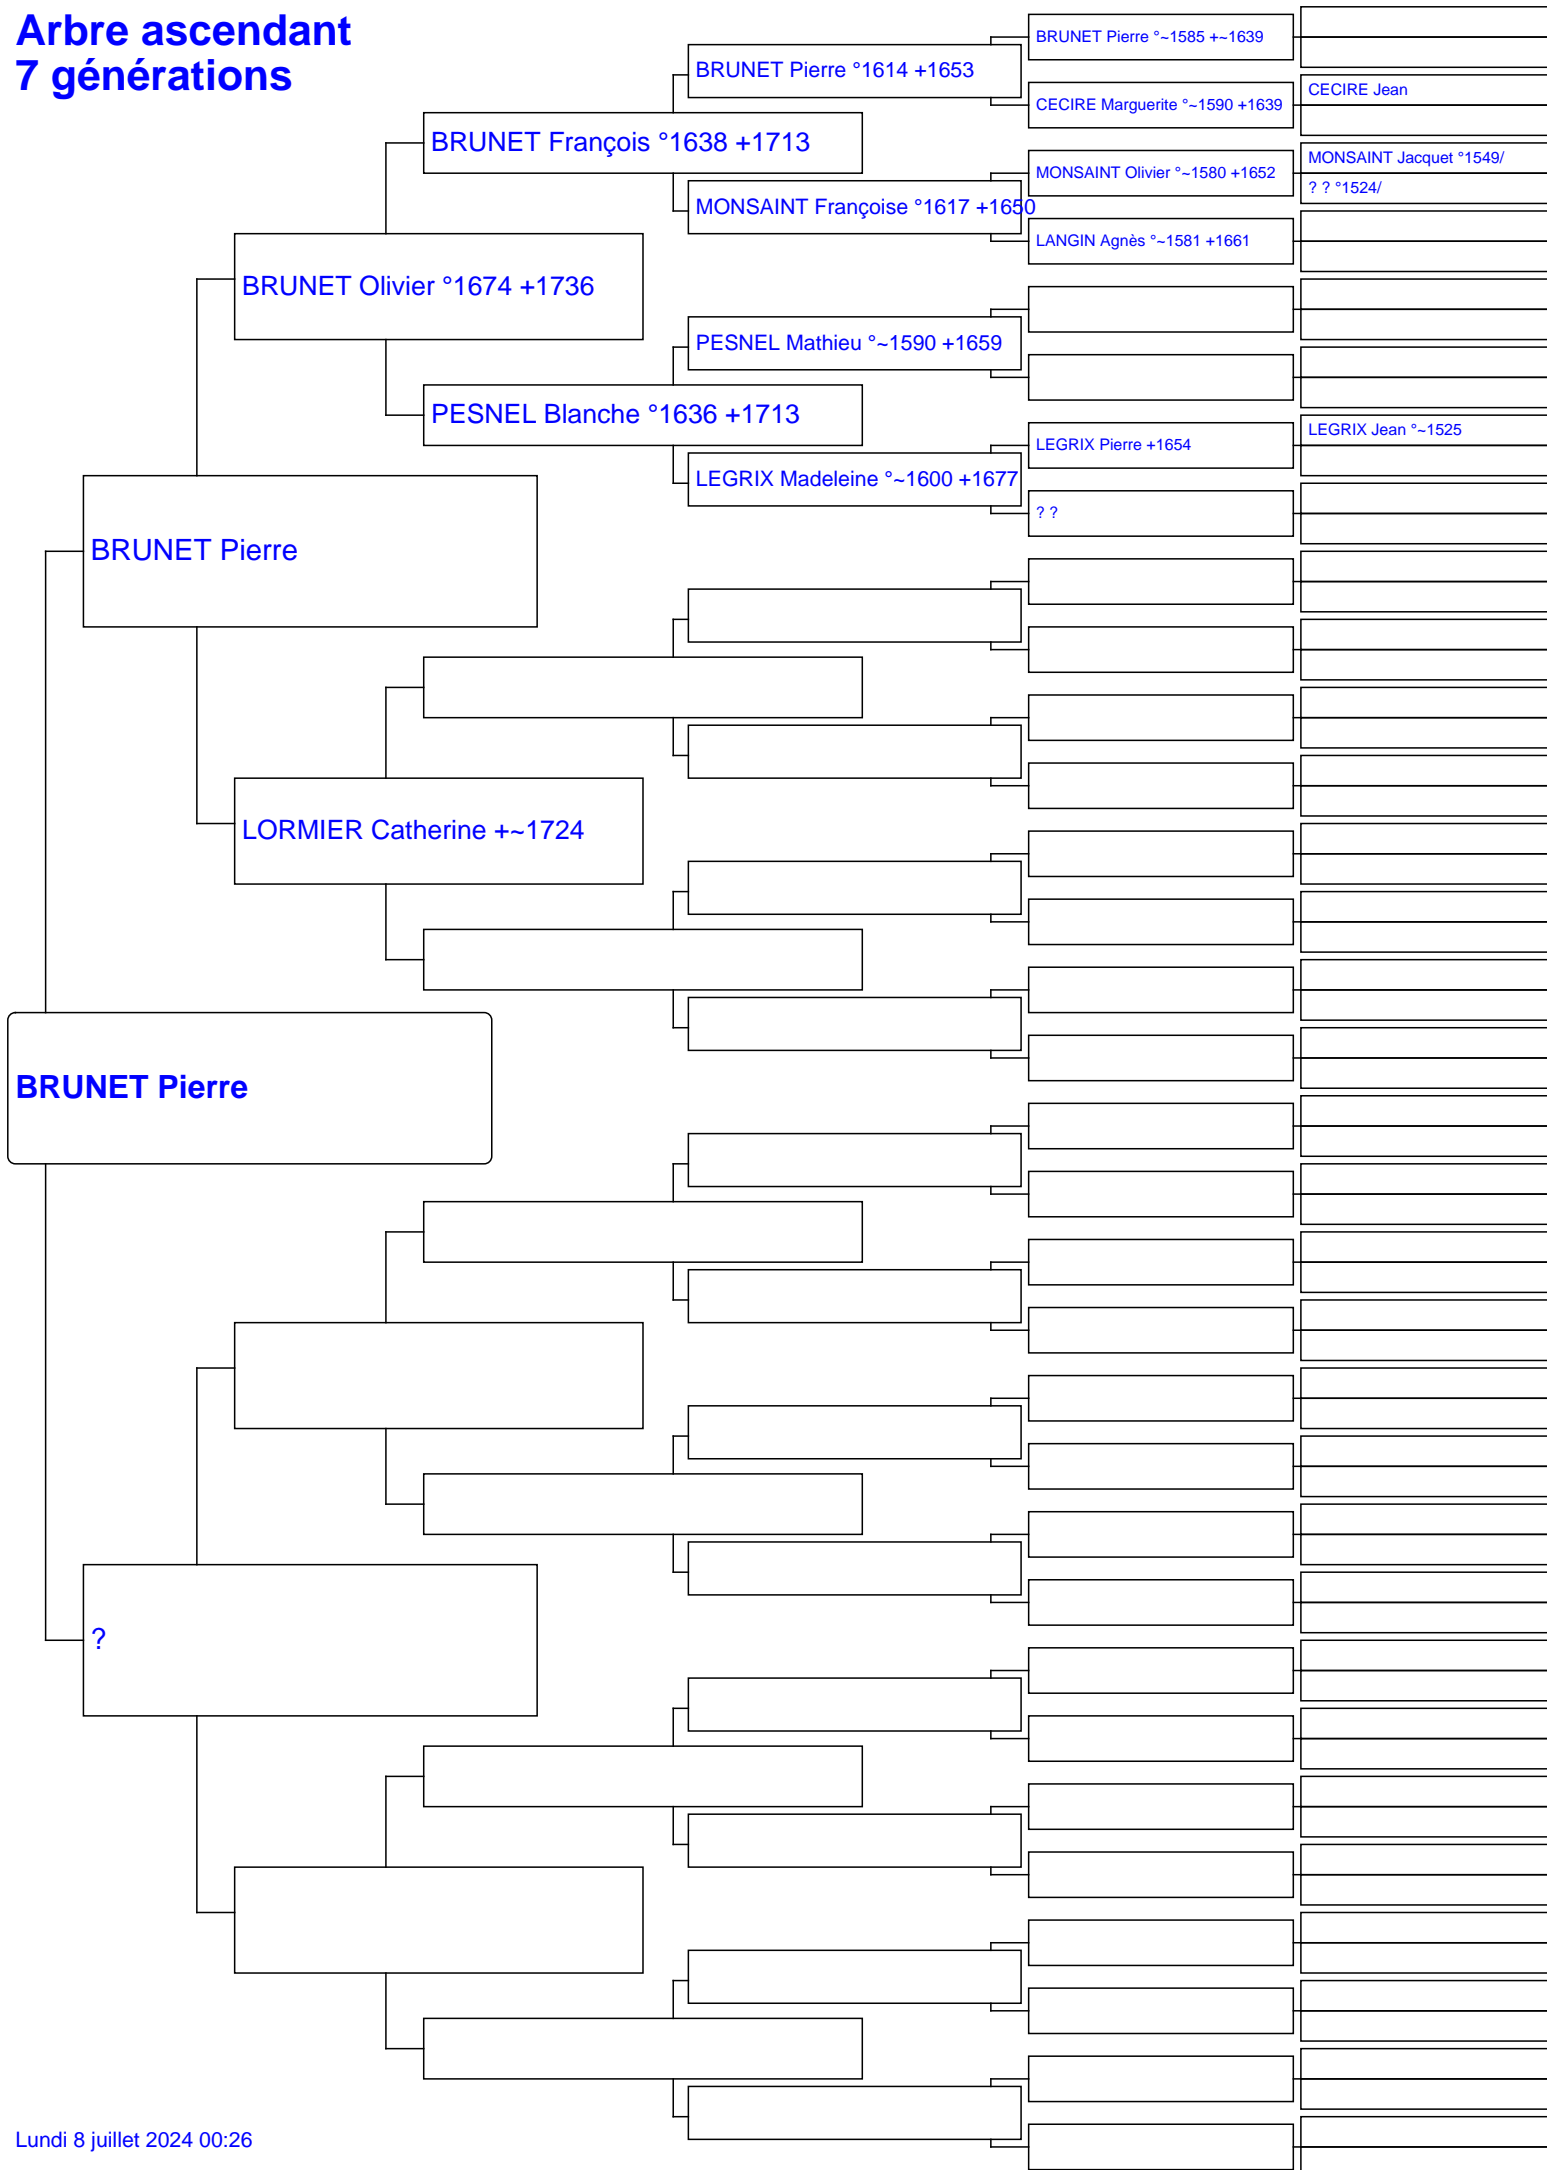 Arbre ascendant
7 générations
BRUNET Pierre °~1585 +~1639
BRUNET Pierre °1614 +1653
CECIRE Jean
CECIRE Marguerite °~1590 +1639
BRUNET François °1638 +1713
MONSAINT Jacquet °1549/
MONSAINT Olivier °~1580 +1652
? ? °1524/
MONSAINT Françoise °1617 +1650
LANGIN Agnès °~1581 +1661
BRUNET Olivier °1674 +1736
PESNEL Mathieu °~1590 +1659
PESNEL Blanche °1636 +1713
LEGRIX Jean °~1525
LEGRIX Pierre +1654
LEGRIX Madeleine °~1600 +1677
? ?
BRUNET Pierre
LORMIER Catherine +~1724
BRUNET Pierre
?
Lundi 8 juillet 2024 00:26